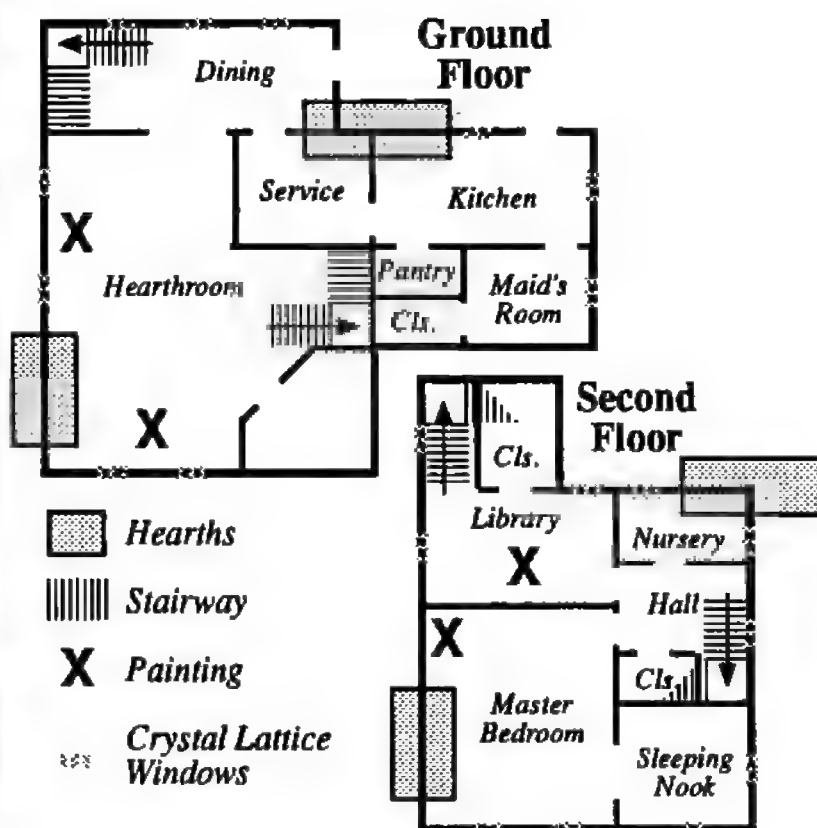 Ground
Floor
Dining
Service
Kitchen
X
Hearthroom
Pantry
Maid's
Room
Cls.
X
Second
Floor
Cls.
Library
Nursery
X
Hall
X
Cls.
Master
Bedroom
Sleeping
Nook
Hearths
Stairway
X Painting
Crystal Lattice
Windows